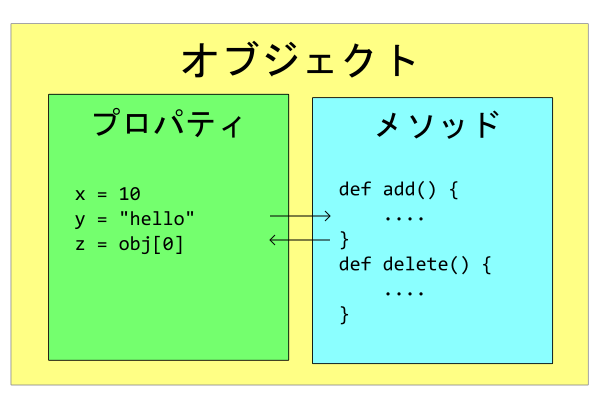 オブジェクト
プロパティ
x = 10
y = "hello"
z = obj[0]
メソッド
def add() {
    ....
}
def delete() {
    ....
}